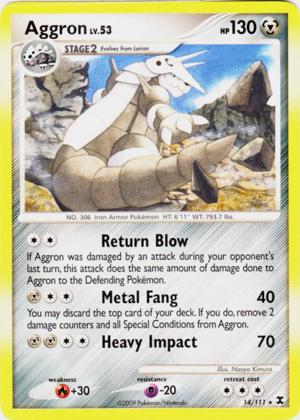 Aggron LV.53 HP 130
STAGE 2 Evolves from Lairon
NO. 306 Iron Armor Pokémon HT: 6'11" WT: 793.7 lbs.
Return Blow
If Aggron was damaged by an attack during your opponent's
last turn, this attack does the same amount of damage done
to Aggron to the Defending Pokémon.
Metal Fang 40
You may discard the top card of your deck. If you do, remove 2
damage counters and all Special Conditions from Aggron.
Heavy Impact 70
Illus. Naoyo Kimura
weakness resistance retreat cost
+30 -20
©2009 Pokémon/Nintendo 14/111